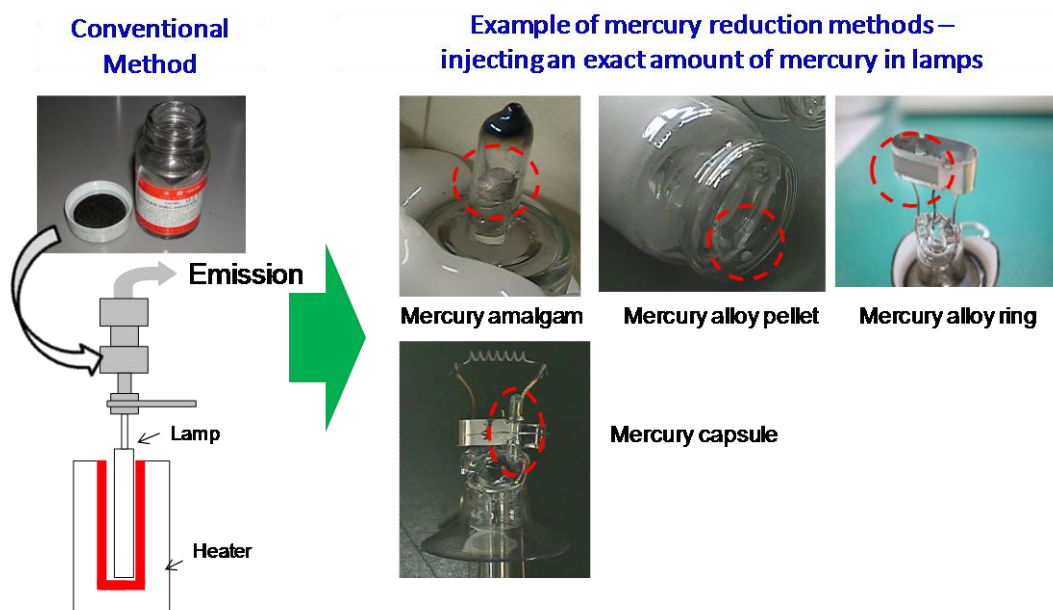 Conventional
Method
Example of mercury reduction methods –
injecting an exact amount of mercury in lamps
Emission
Lamp
Heater
Mercury amalgam
Mercury alloy pellet
Mercury alloy ring
Mercury capsule